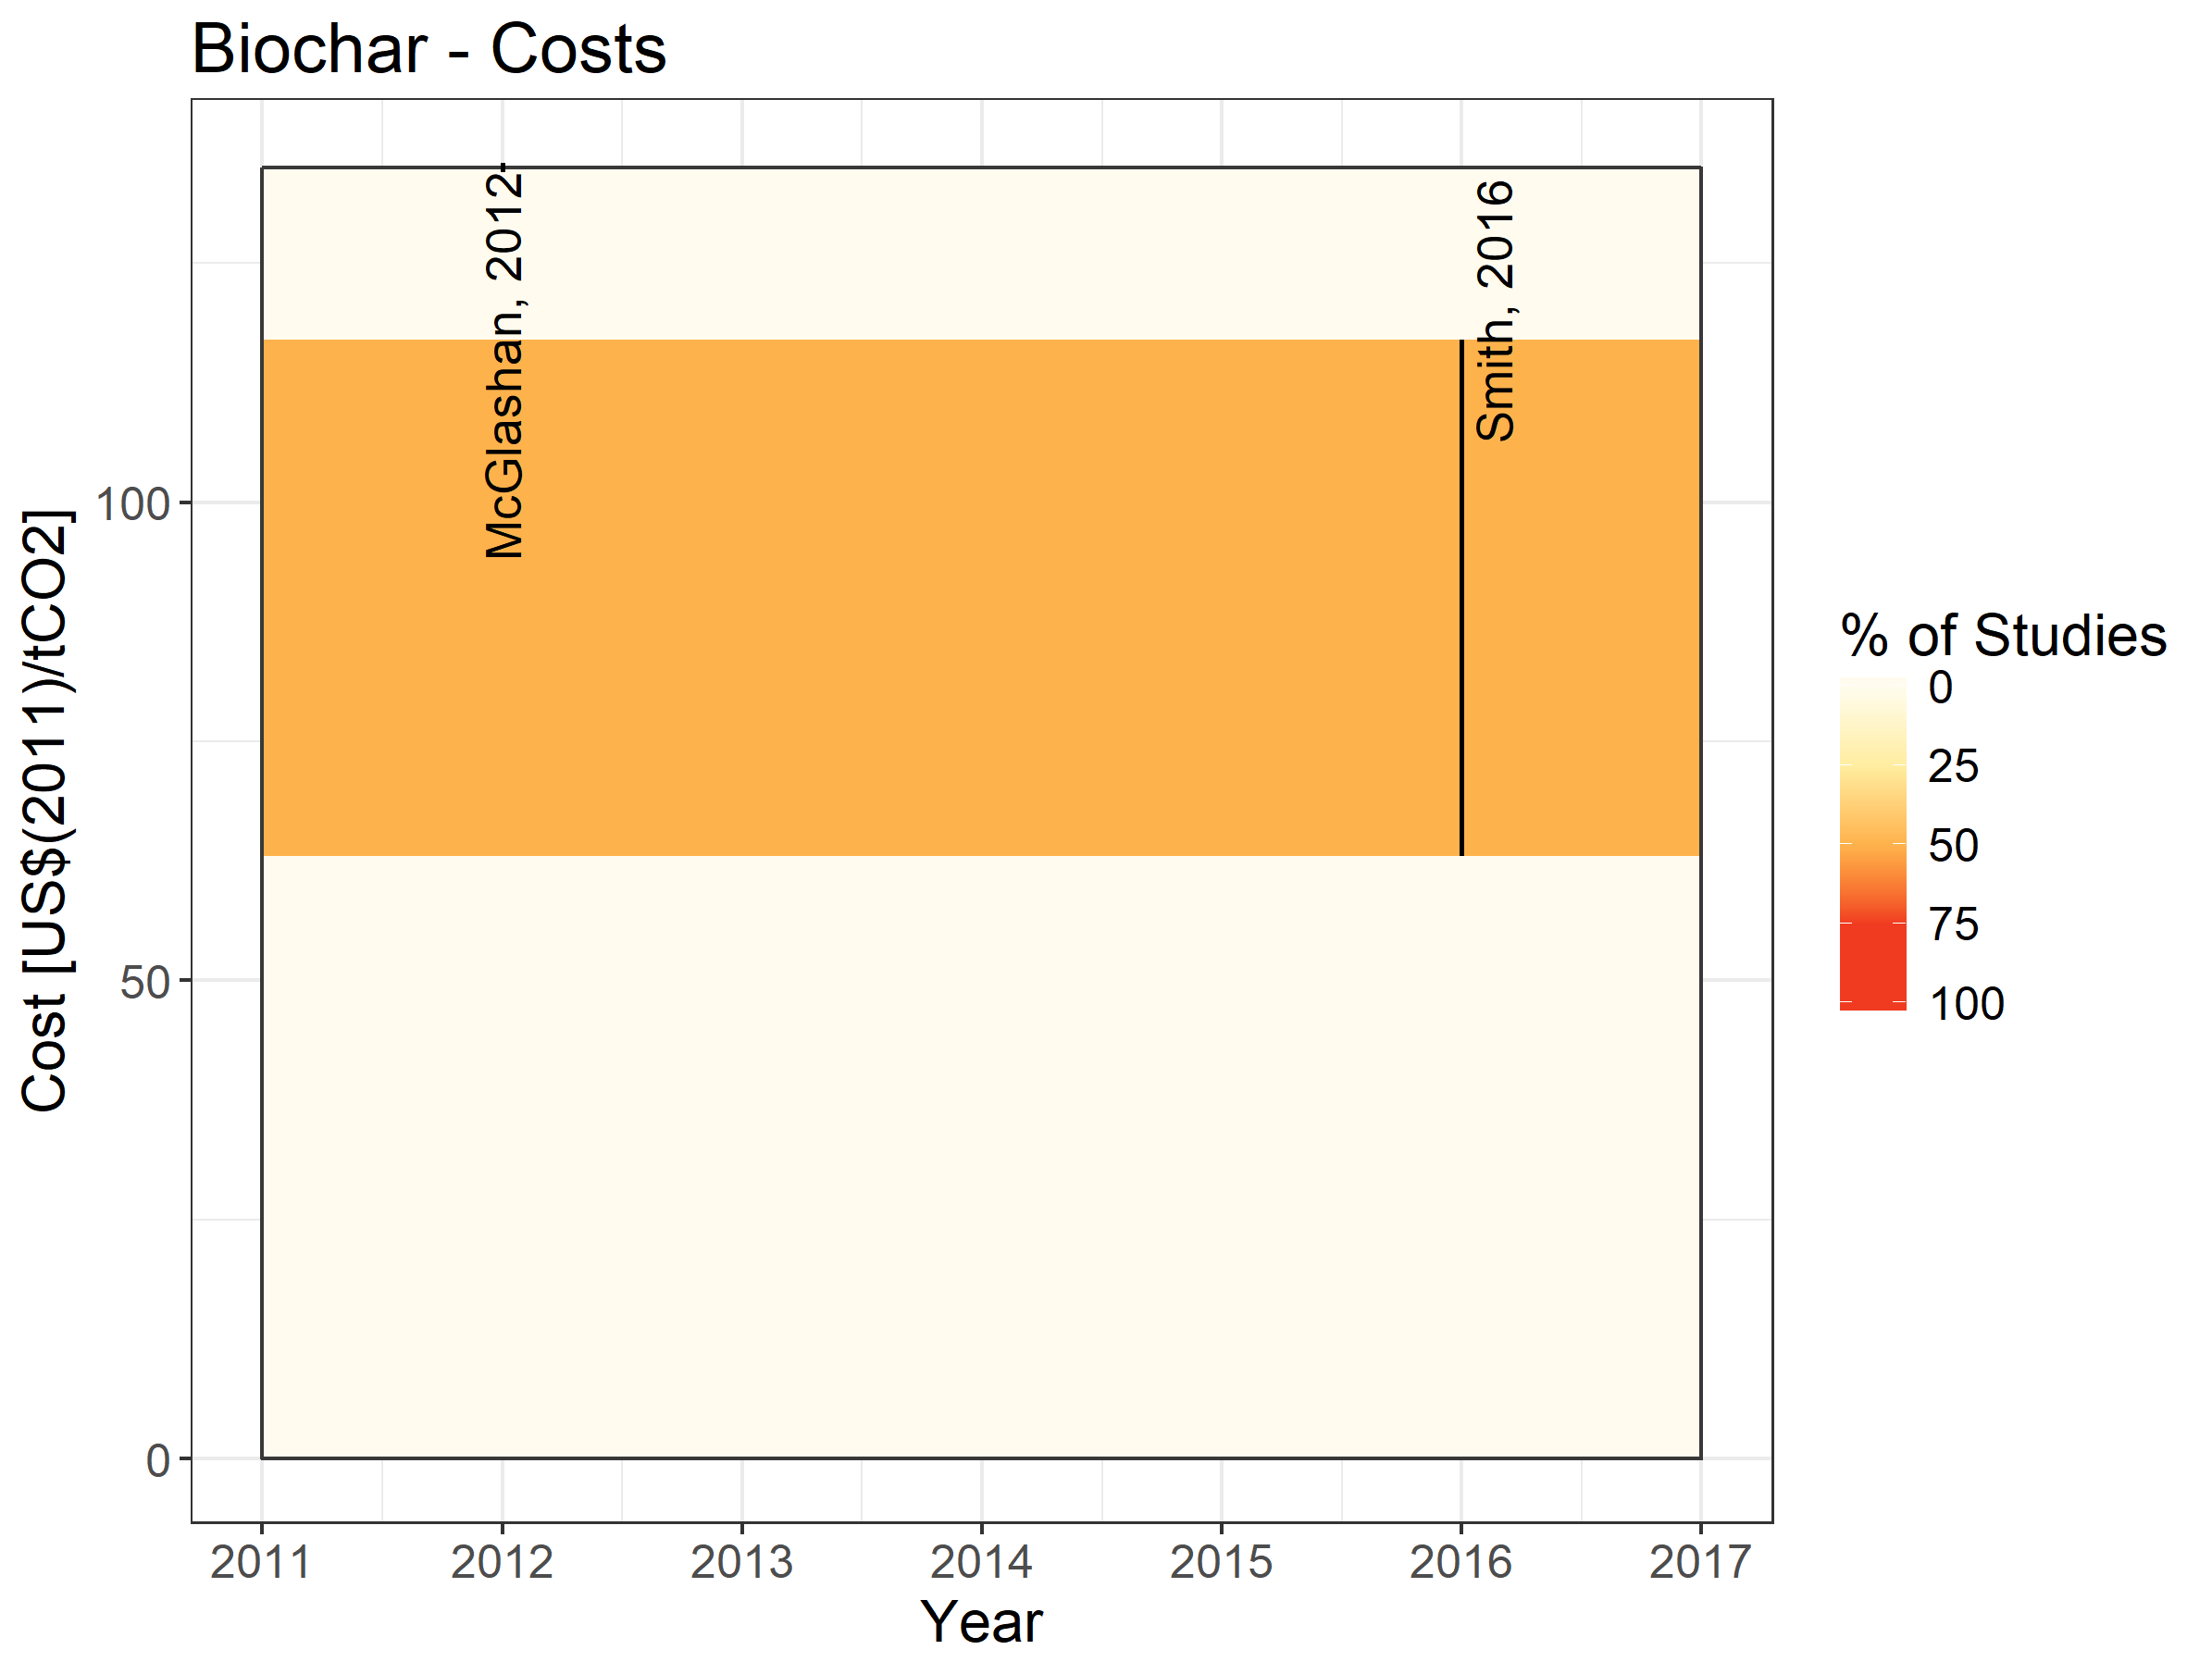 Biochar - Costs
McGlashan, 2012
Smith, 2016
Cost [US$(2011)/tCO2]
100
50
0
2011 2012 2013 2014 2015 2016 2017
Year
% of Studies
0
25
50
75
100